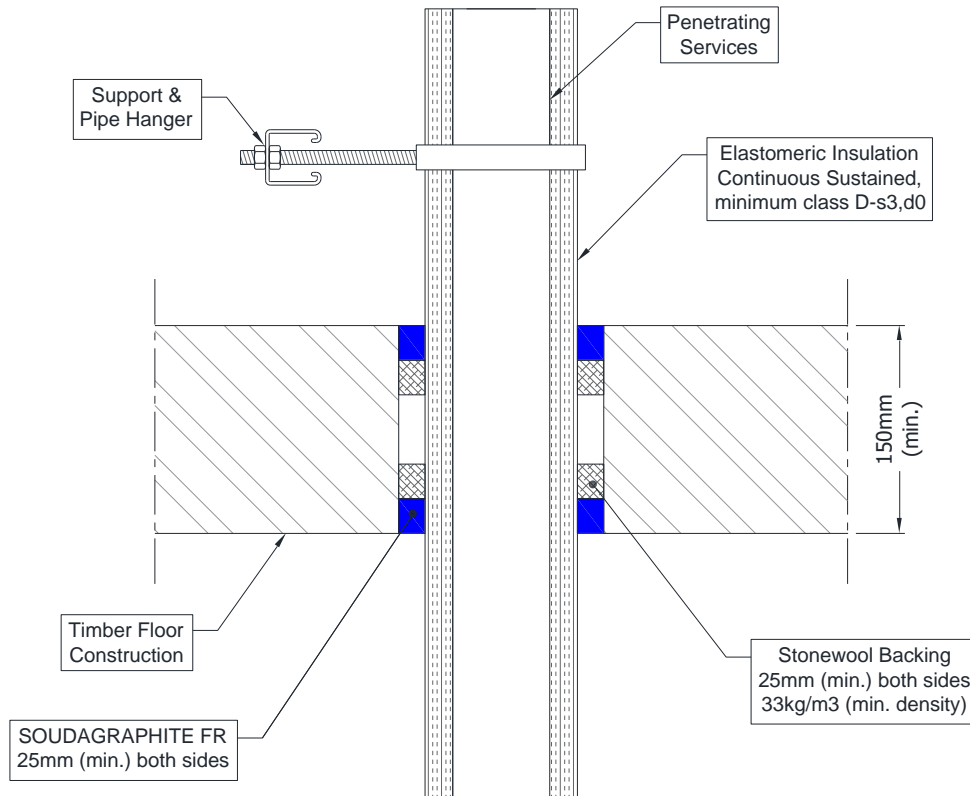 Penetrating
Services
Support &
Pipe Hanger
Elastomeric Insulation
Continuous Sustained,
minimum class D-s3,d0
150mm
(min.)
Timber Floor
Construction
Stonewool Backing
25mm (min.) both sides
33kg/m3 (min. density)
SOUDAGRAPHITE FR
25mm (min.) both sides